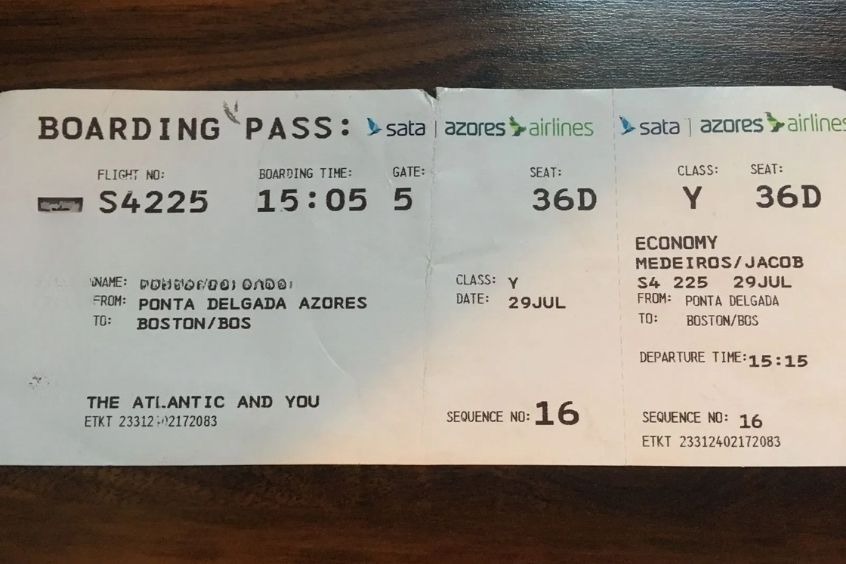 BOARDING PASS: sata | azores airlines
FLIGHT NO: BOARDING TIME: GATE: SEAT:
S4225 15:05 5 36D
NAME:
FROM: PONTA DELGADA AZORES
TO: BOSTON/BOS
CLASS: Y
DATE: 29JUL
THE ATLANTIC AND YOU
ETKT
SEQUENCE NO: 16
sata | azores airlines
CLASS: SEAT:
Y 36D
ECONOMY
MEDEIROS/JACOB
S4 225 29JUL
FROM: PONTA DELGADA
TO: BOSTON/BOS
DEPARTURE TIME: 15:15
SEQUENCE NO: 16
ETKT 23312402172083